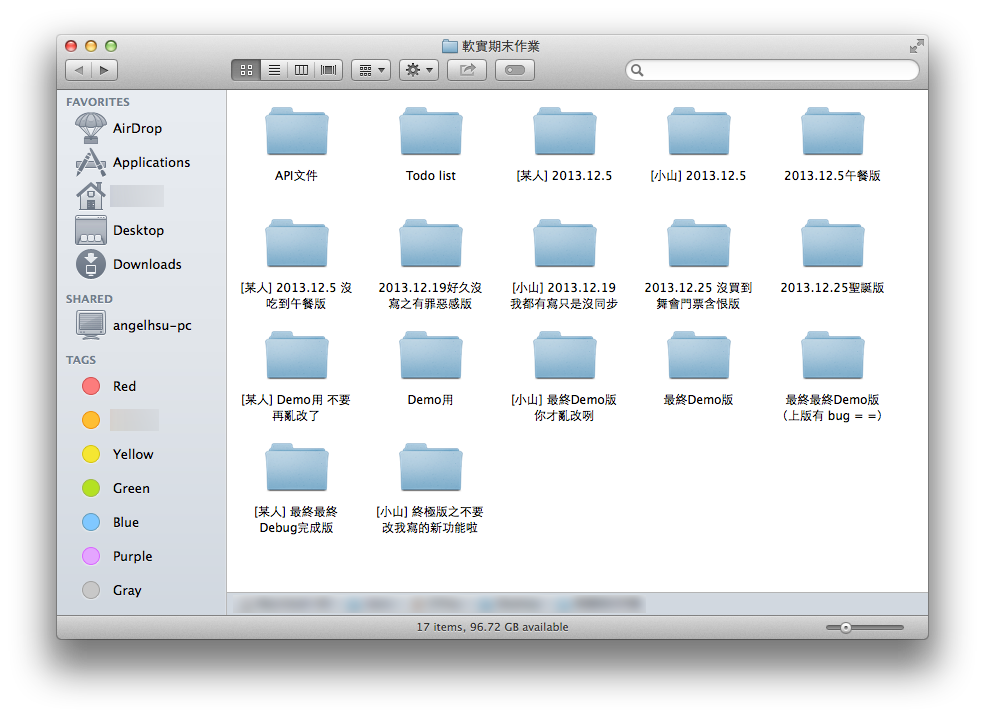 軟實期末作業
FAVORITES
AirDrop
Applications
Desktop
Downloads
SHARED
angelhsu-pc
TAGS
Red
Yellow
Green
Blue
Purple
Gray
API文件
Todo list
[某人] 2013.12.5
[小山] 2013.12.5
2013.12.5午餐版
[某人] 2013.12.5 沒
吃到午餐版
2013.12.19好久沒
寫之有罪惡感版
[小山] 2013.12.19
我都有寫只是沒同步
2013.12.25 沒買到
舞會門票含恨版
2013.12.25聖誕版
[某人] Demo用 不要
再亂改了
Demo用
[小山] 最終Demo版
你才亂改咧
最終Demo版
最終最終Demo版
（上版有 bug = =）
[某人] 最終最終
Debug完成版
[小山] 終極版之不要
改我寫的新功能啦
17 items, 96.72 GB available